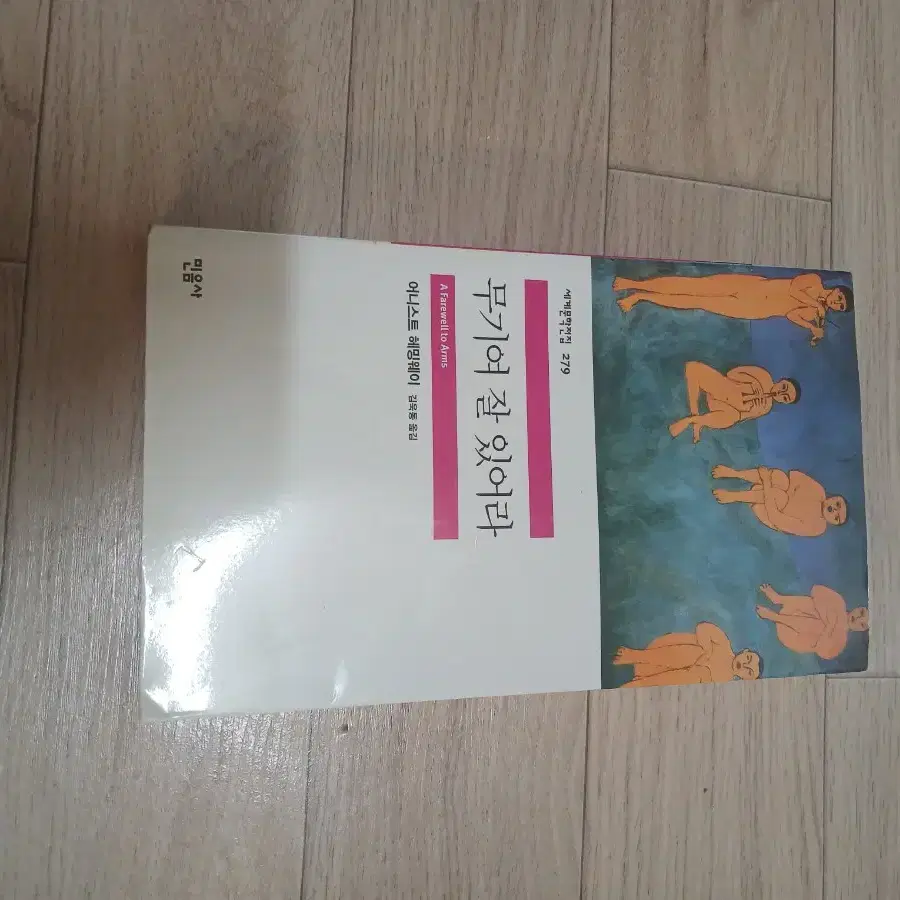 세계문학전집 279
무기여 잘 있어라
A Farewell to Arms
어니스트 헤밍웨이 김욱동 옮김
민음사